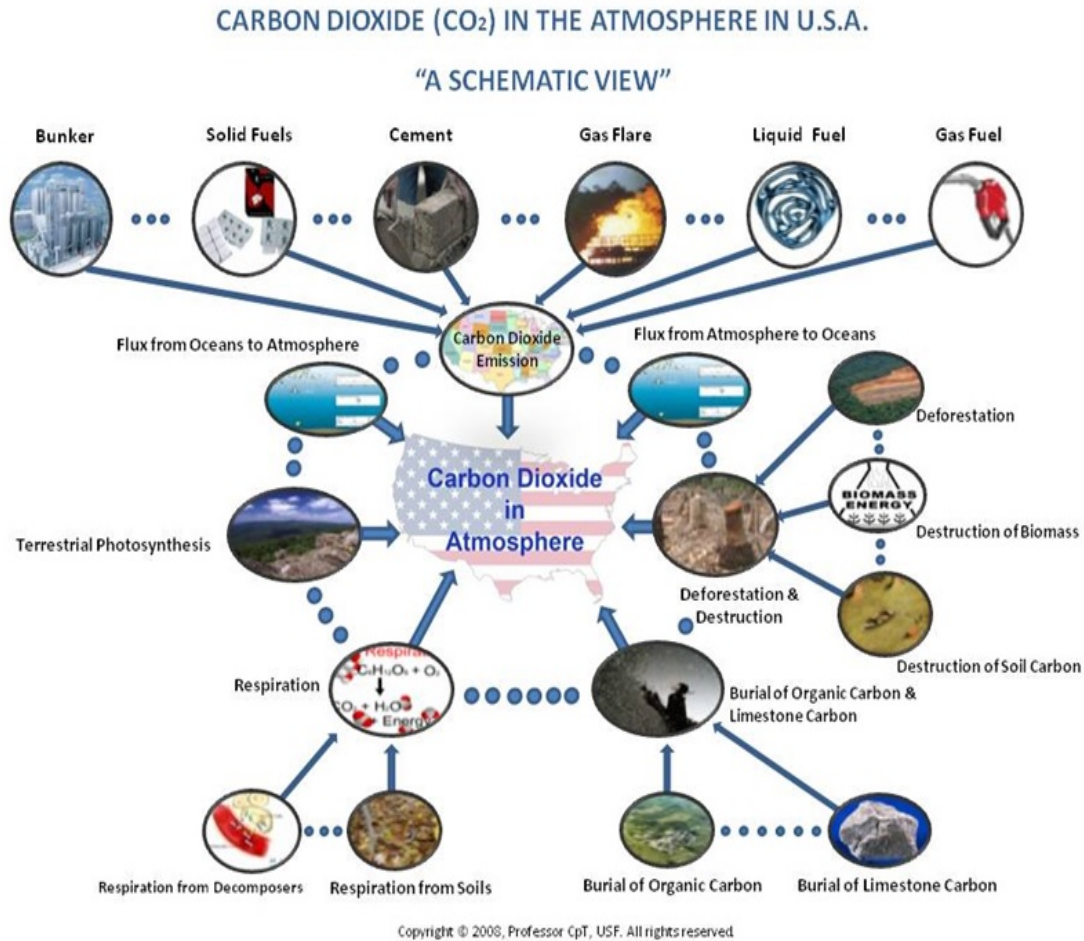 CARBON DIOXIDE (CO₂) IN THE ATMOSPHERE IN U.S.A.
“A SCHEMATIC VIEW”
Bunker
Solid Fuels
Cement
Gas Flare
Liquid Fuel
Gas Fuel
Flux from Oceans to Atmosphere
Carbon Dioxide
Emission
Flux from Atmosphere to Oceans
Deforestation
Carbon Dioxide
in
Atmosphere
BIOMASS
ENERGY
Destruction of Biomass
Terrestrial Photosynthesis
Deforestation &
Destruction
Destruction of Soil Carbon
Respiration
C₆H₁₂O₆ + O₂
CO₂ + H₂O
+ Energy
Burial of Organic Carbon &
Limestone Carbon
Respiration from Decomposers
Respiration from Soils
Burial of Organic Carbon
Burial of Limestone Carbon
Copyright © 2008, Professor CpT, USF. All rights reserved